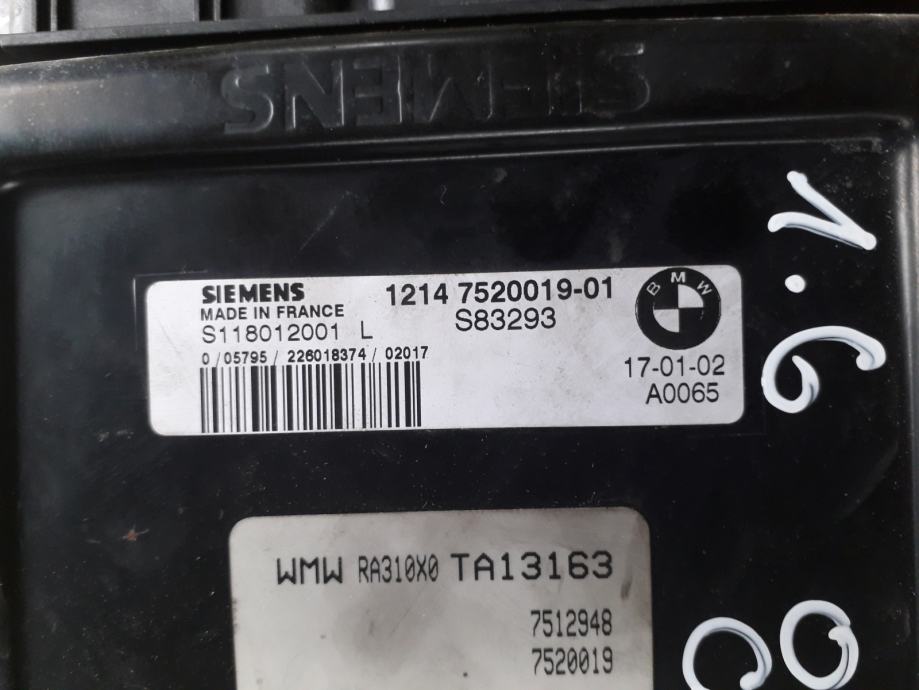 SIEMENS
1.6
SIEMENS
MADE IN FRANCE
S118012001 L
0/05795/226018374/02017
1214 7520019-01
S83293
BMW
17-01-02
A0065
WMW RA310X0 TA13163
7512948
7520019